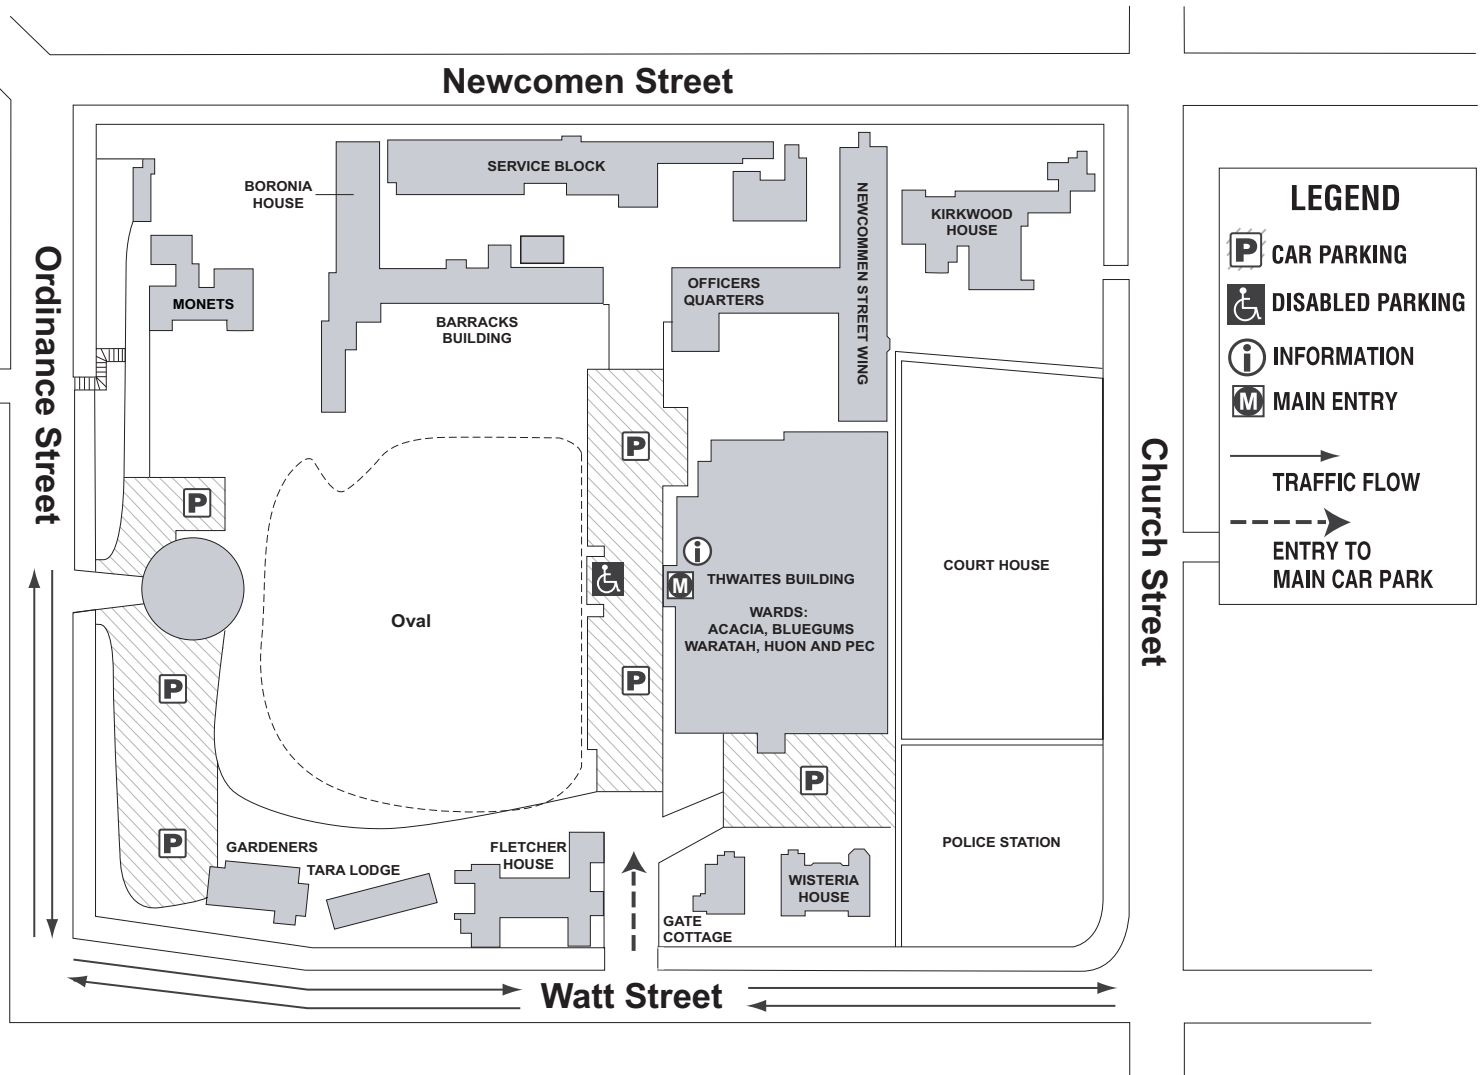 Newcomen Street
SERVICE BLOCK
BORONIA
HOUSE
NEWCOMMEN STREET WING
KIRKWOOD
HOUSE
LEGEND
P CAR PARKING
DISABLED PARKING
i INFORMATION
M MAIN ENTRY
TRAFFIC FLOW
ENTRY TO
MAIN CAR PARK
Ordinance Street
MONETS
OFFICERS
QUARTERS
BARRACKS
BUILDING
P
P
Church Street
i
M
THWAITES BUILDING
WARDS:
ACACIA, BLUEGUMS
WARATAH, HUON AND PEC
COURT HOUSE
Oval
P
P
P
P
GARDENERS
TARA LODGE
FLETCHER
HOUSE
POLICE STATION
WISTERIA
HOUSE
GATE
COTTAGE
Watt Street